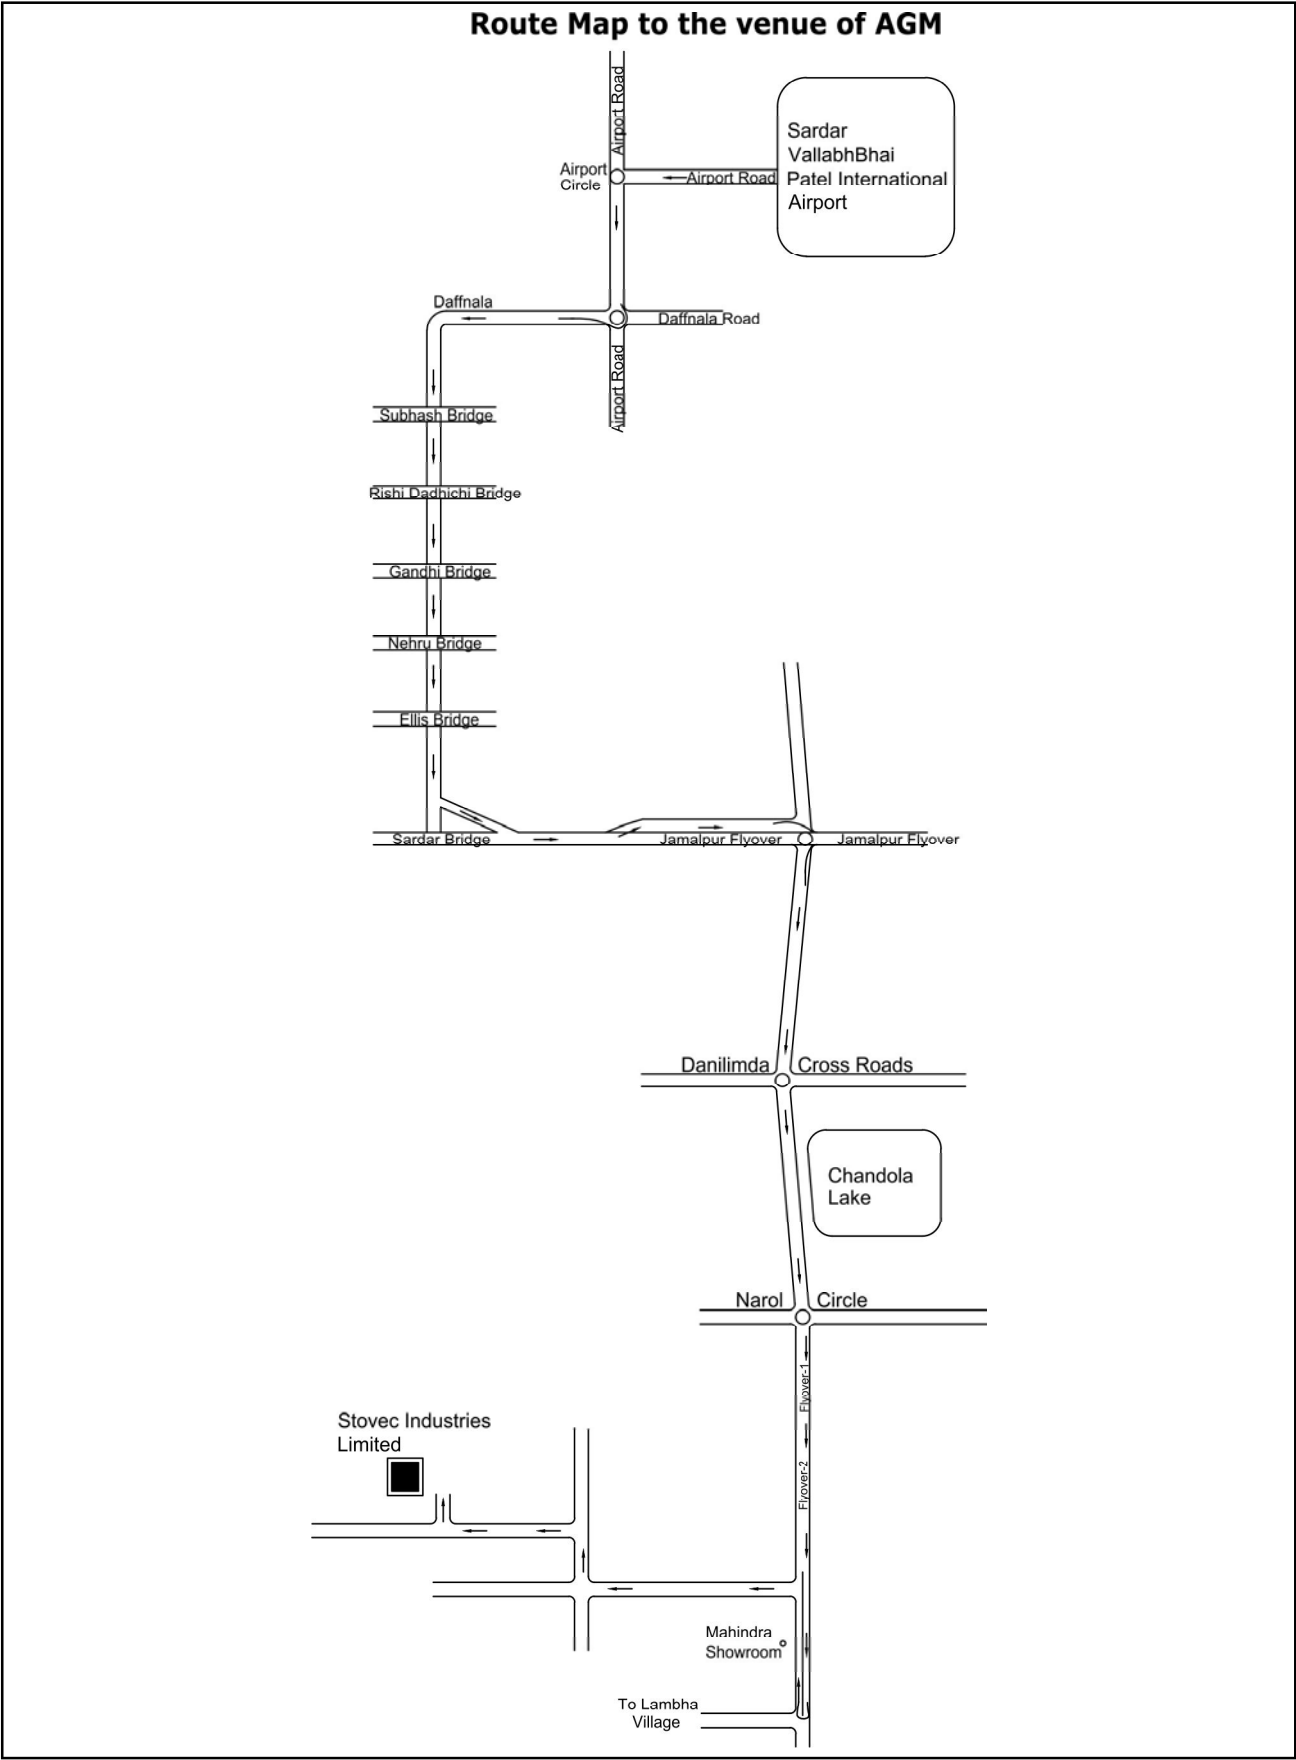 Route Map to the venue of AGM
Airport Road
Sardar
VallabhBhai
Patel International
Airport
Airport
Circle
Airport Road
Daffnala
Daffnala Road
Airport Road
Subhash Bridge
Rishi Dadhichi Bridge
Gandhi Bridge
Nehru Bridge
Ellis Bridge
Sardar Bridge
Jamalpur Flyover
Jamalpur Flyover
Danilimda
Cross Roads
Chandola
Lake
Narol
Circle
Flyover-1
Stovec Industries
Limited
Flyover-2
Mahindra
Showroom
To Lambha
Village